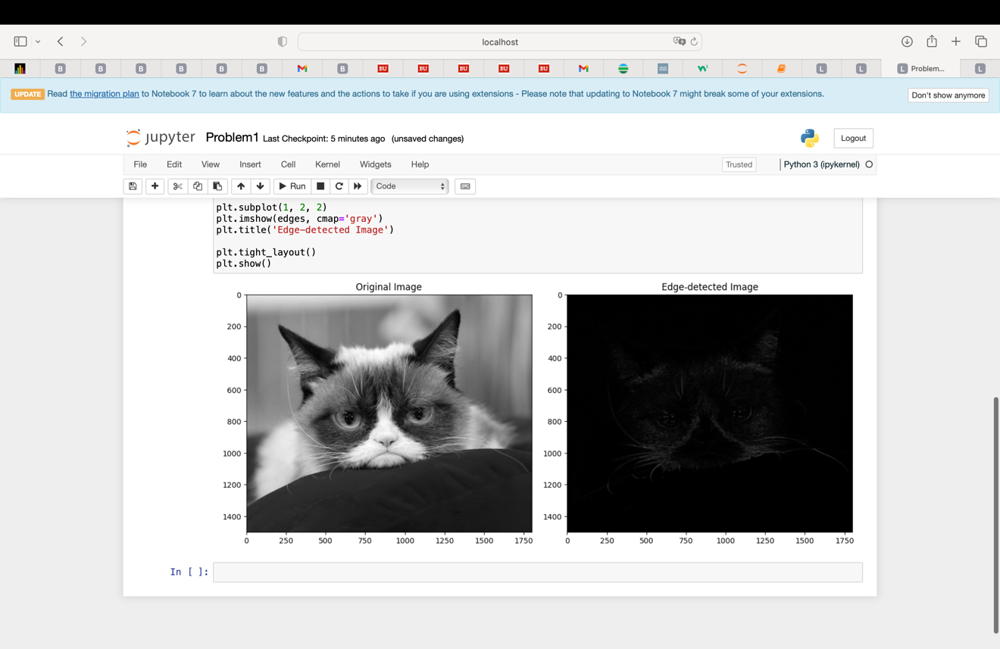 localhost
B
B
B
B
B
B
B
BU
BU
BU
BU
BU
L
L
L Problem...
L
UPDATE Read the migration plan to Notebook 7 to learn about the new features and the actions to take if you are using extensions - Please note that updating to Notebook 7 might break some of your extensions.
Don't show anymore
jupyter Problem1 Last Checkpoint: 5 minutes ago (unsaved changes)
Logout
File Edit View Insert Cell Kernel Widgets Help
Trusted
Python 3 (ipykernel)
Run
Code
plt.subplot(1, 2, 2)
plt.imshow(edges, cmap='gray')
plt.title('Edge-detected Image')
plt.tight_layout()
plt.show()
Original Image
0
200
400
600
800
1000
1200
1400
0 250 500 750 1000 1250 1500 1750
Edge-detected Image
0
200
400
600
800
1000
1200
1400
0 250 500 750 1000 1250 1500 1750
In [ ]: